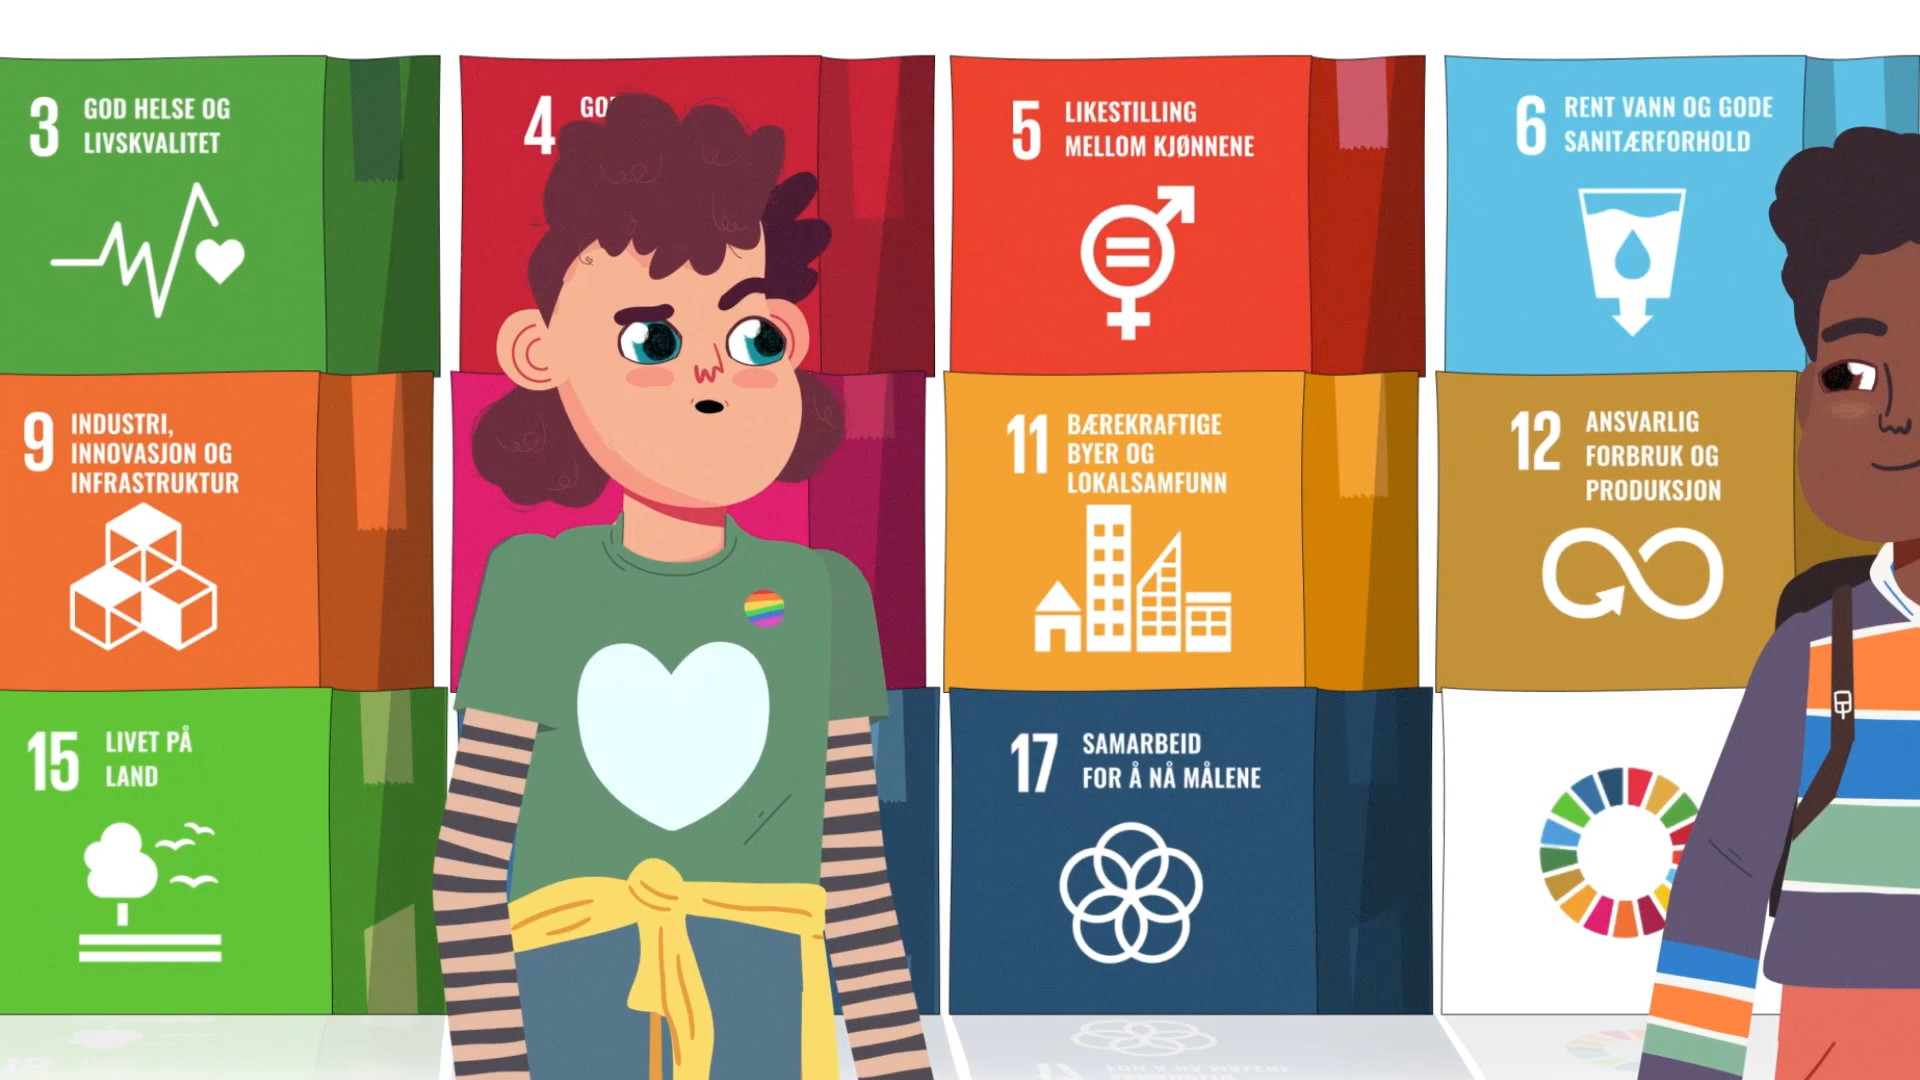 3
GOD HELSE OG
LIVSKVALITET
4
5
LIKESTILLING
MELLOM KJØNNENE
6
RENT VANN OG GODE
SANITÆRFORHOLD
9
INDUSTRI,
INNOVASJON OG
INFRASTRUKTUR
11
BÆREKRAFTIGE
BYER OG
LOKALSAMFUNN
12
ANSVARLIG
FORBRUK OG
PRODUKSJON
15
LIVET PÅ
LAND
17
SAMARBEID
FOR Å NÅ MÅLENE